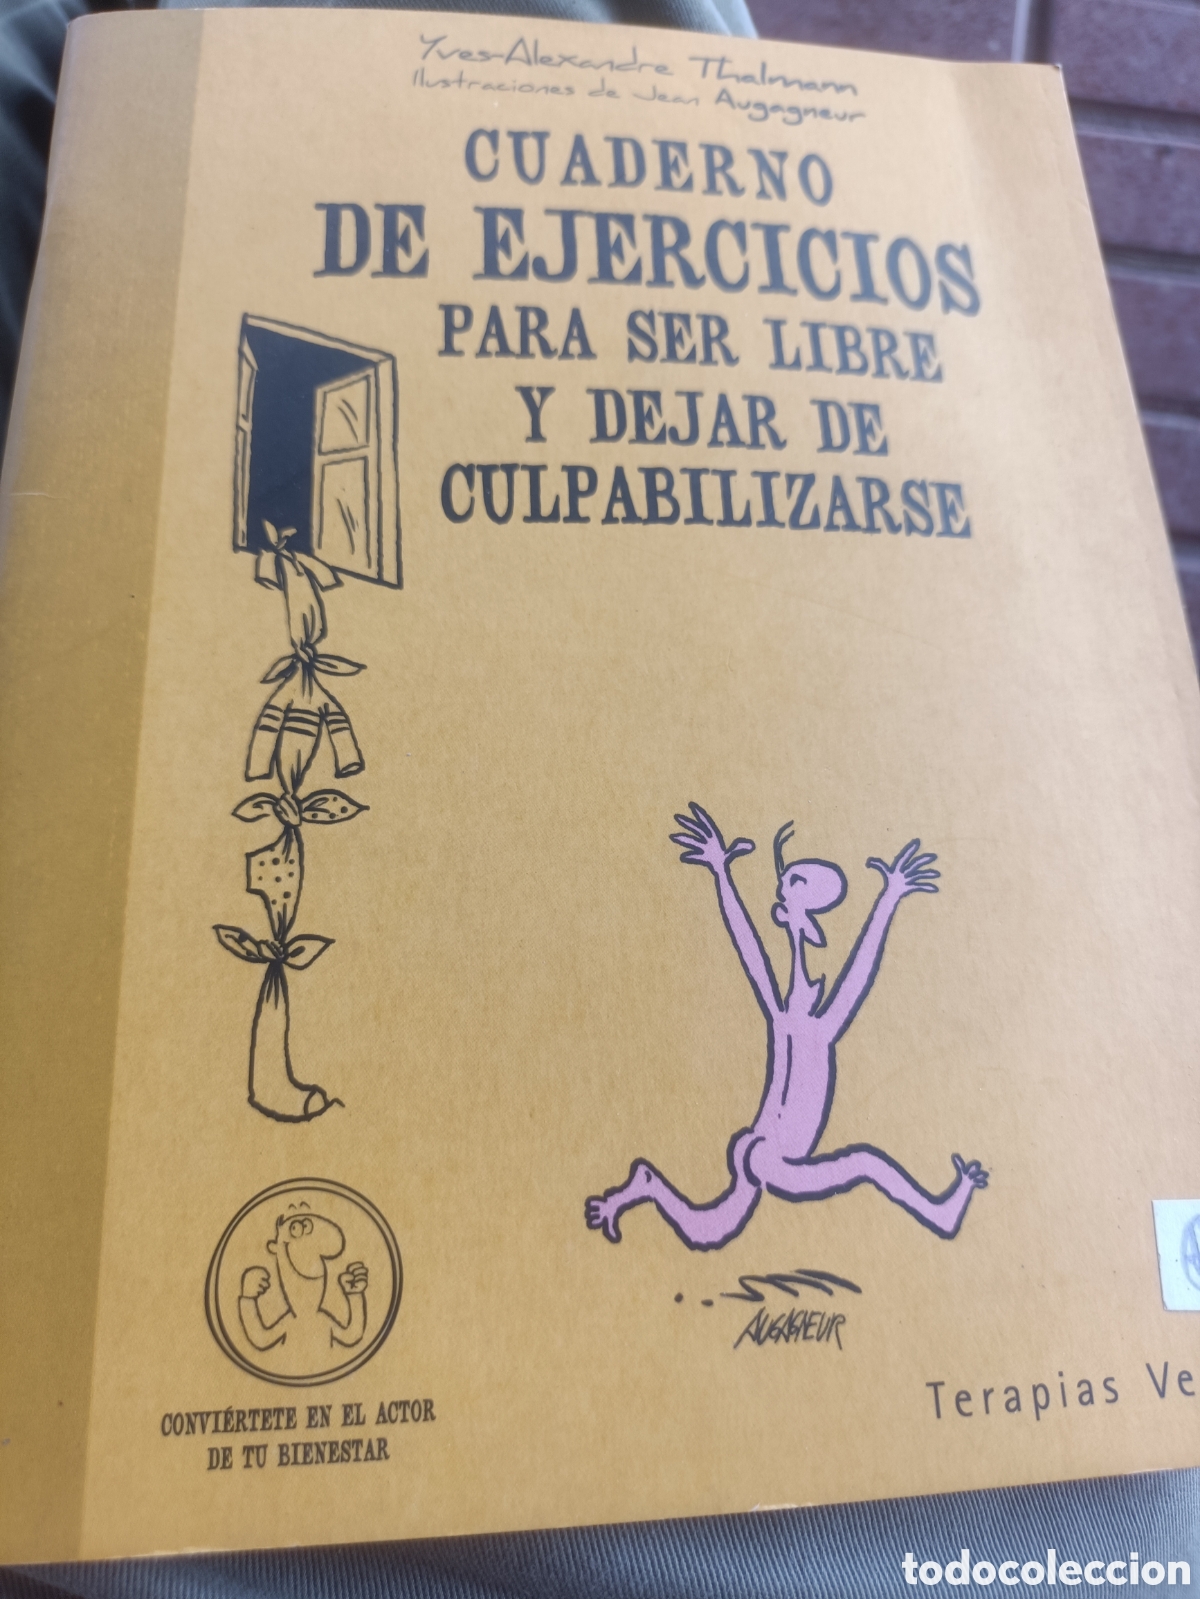 Yves-Alexandre Thalmann
Ilustraciones de Jean Augagneur
CUADERNO
DE EJERCICIOS
PARA SER LIBRE
Y DEJAR DE
CULPABILIZARSE
AUGAGNEUR
CONVIÉRTETE EN EL ACTOR
DE TU BIENESTAR
Terapias Ve
todocoleccion